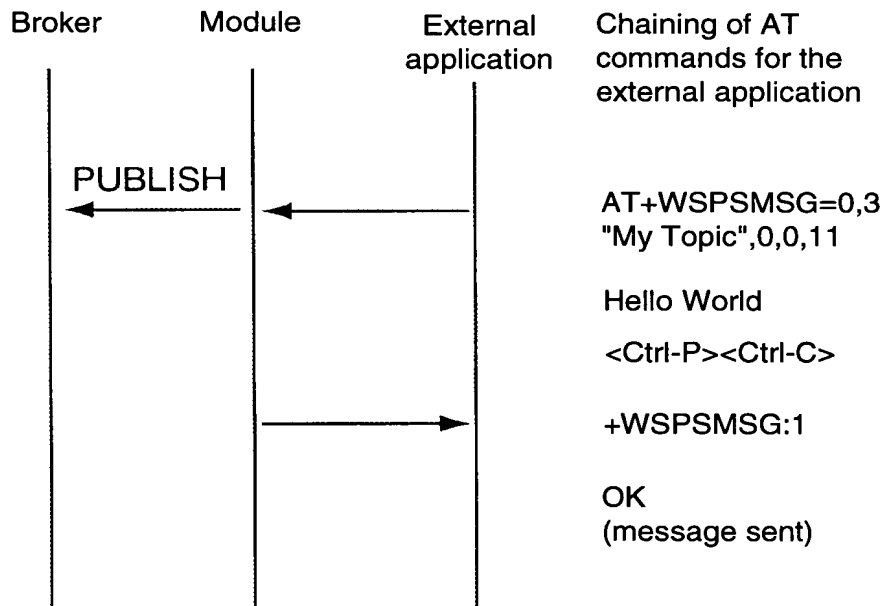 Broker
Module
External
application
Chaining of AT
commands for the
external application
PUBLISH
AT+WSPSMSG=0,3
"My Topic",0,0,11
Hello World
<Ctrl-P><Ctrl-C>
+WSPSMSG:1
OK
(message sent)